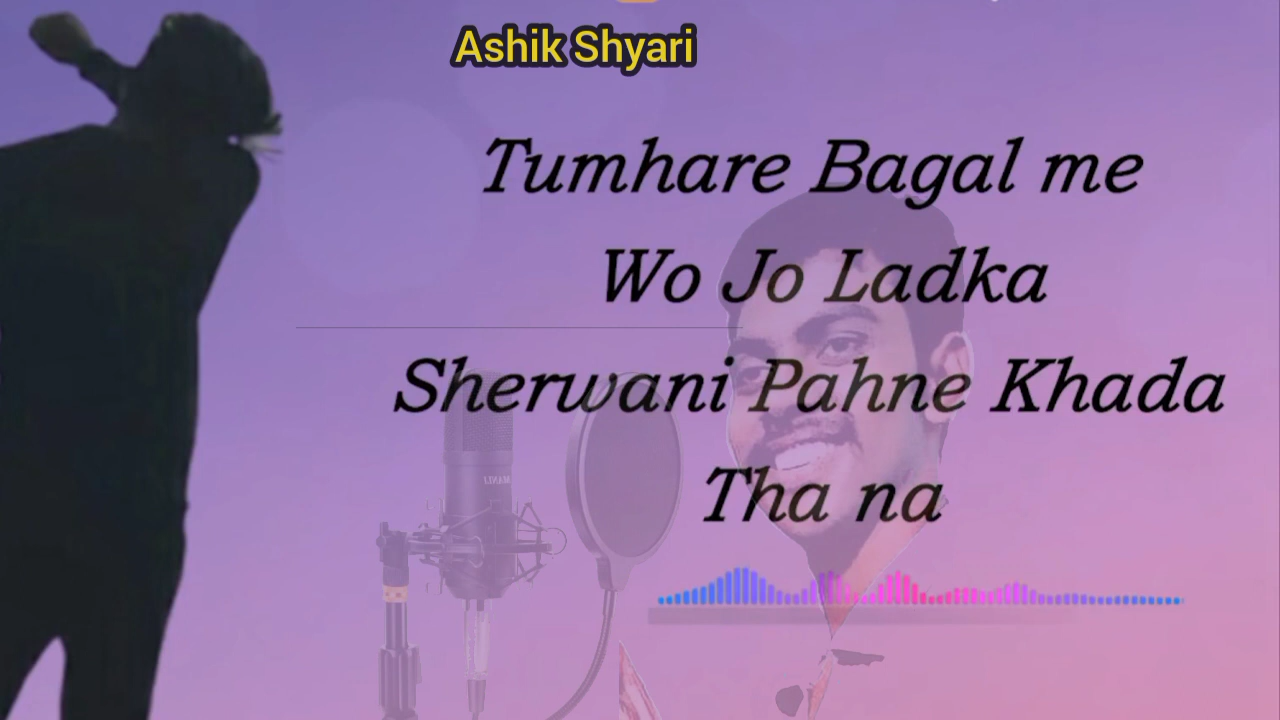 Ashik Shyari
Tumhare Bagal me
Wo Jo Ladka
Sherwani Pahne Khada
Tha na